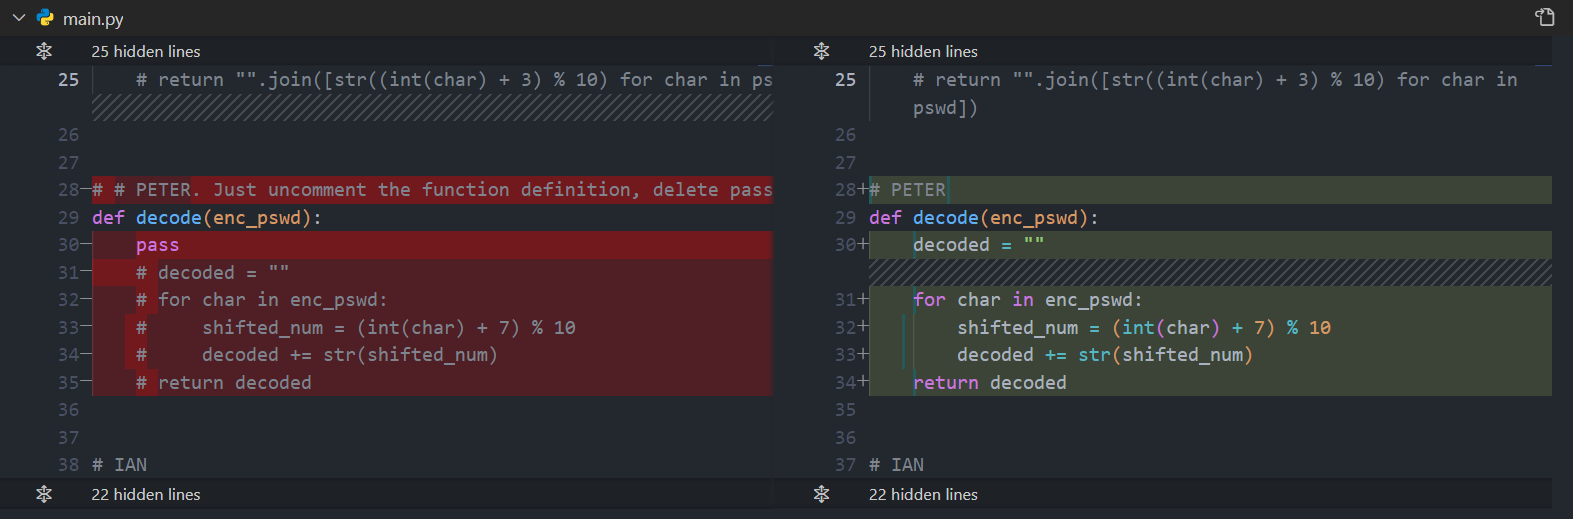 main.py
25 hidden lines
25 # return "".join([str((int(char) + 3) % 10) for char in ps
26
27
28 # # PETER. Just uncomment the function definition, delete pass
29 def decode(enc_pswd):
30 pass
31 # decoded = ""
32 # for char in enc_pswd:
33 #     shifted_num = (int(char) + 7) % 10
34 #     decoded += str(shifted_num)
35 # return decoded
36
37
38 # IAN
22 hidden lines
25 hidden lines
25 # return "".join([str((int(char) + 3) % 10) for char in
pswd])
26
27
28+ # PETER
29 def decode(enc_pswd):
30+ decoded = ""
31+ for char in enc_pswd:
32+ shifted_num = (int(char) + 7) % 10
33+ decoded += str(shifted_num)
34+ return decoded
35
36
37 # IAN
22 hidden lines